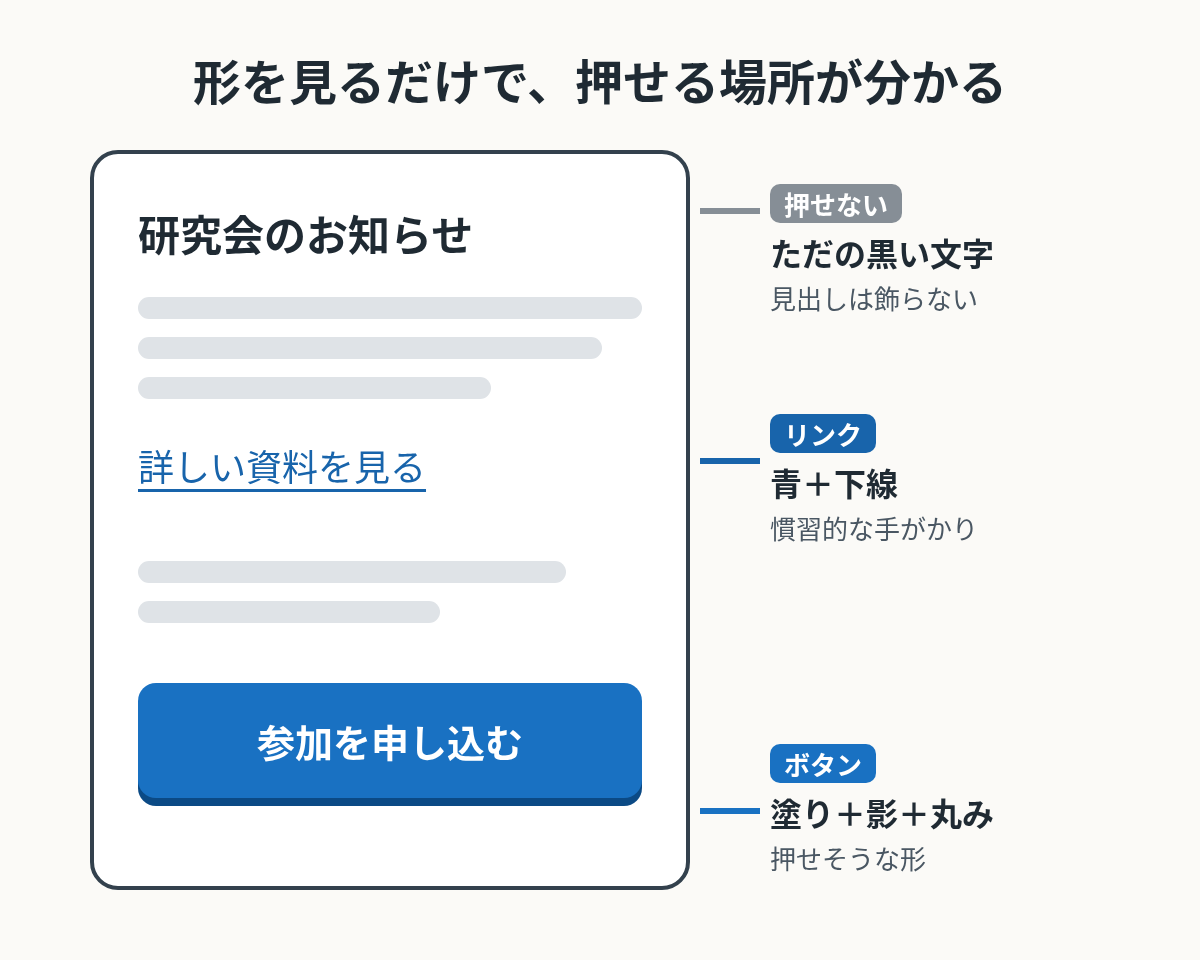 形を見るだけで、押せる場所が分かる
研究会のお知らせ
詳しい資料を見る
参加を申し込む
押せない
ただの黒い文字
見出しは飾らない
リンク
青＋下線
慣習的な手がかり
ボタン
塗り＋影＋丸み
押せそうな形